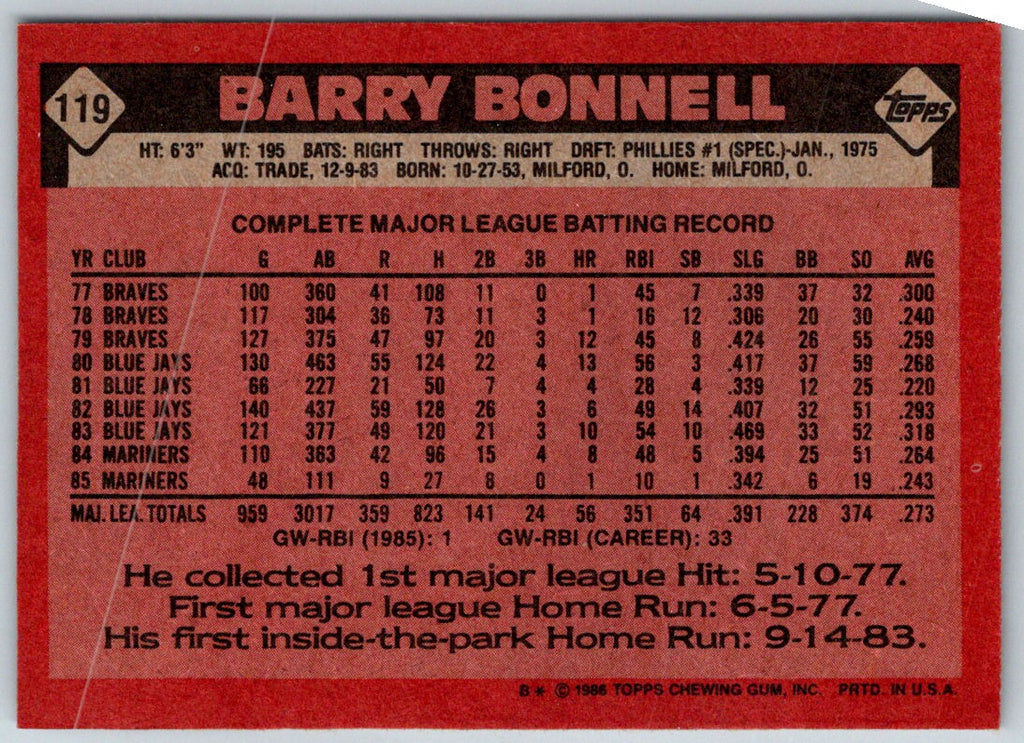 119 BARRY BONNELL TOPPS
HT: 6'3" WT: 195 BATS: RIGHT THROWS: RIGHT DRFT: PHILLIES #1 (SPEC.)-JAN., 1975
ACQ: TRADE, 12-9-83 BORN: 10-27-53, MILFORD, O. HOME: MILFORD, O.
COMPLETE MAJOR LEAGUE BATTING RECORD
YR CLUB G AB R H 2B 3B HR RBI SB SLG BB SO AVG
77 BRAVES 100 360 41 108 11 0 1 45 7 .339 37 32 .300
78 BRAVES 117 304 36 73 11 3 1 16 12 .306 20 30 .240
79 BRAVES 127 375 47 97 20 3 12 45 8 .424 26 55 .259
80 BLUE JAYS 130 463 55 124 22 4 13 56 3 .417 37 59 .268
81 BLUE JAYS 66 227 21 50 7 4 4 28 4 .339 12 25 .220
82 BLUE JAYS 140 437 59 128 26 3 6 49 14 .407 32 51 .293
83 BLUE JAYS 121 377 49 120 21 3 10 54 10 .469 33 52 .318
84 MARINERS 110 363 42 96 15 4 8 48 5 .394 25 51 .264
85 MARINERS 48 111 9 27 8 0 1 10 1 .342 6 19 .243
MAJ. LEA. TOTALS 959 3017 359 823 141 24 56 351 64 .391 228 374 .273
GW-RBI (1985): 1 GW-RBI (CAREER): 33
He collected 1st major league Hit: 5-10-77.
First major league Home Run: 6-5-77.
His first inside-the-park Home Run: 9-14-83.
B* © 1986 TOPPS CHEWING GUM, INC. PRTD. IN U.S.A.